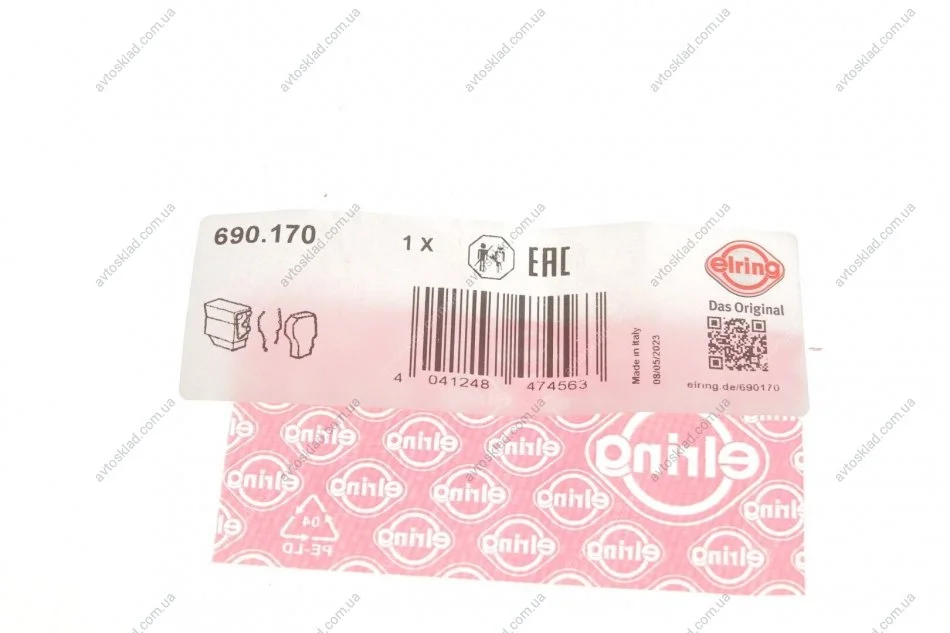 690.170
1 X
EAC
elring
Das Original
4 041248 474563
Made in Italy
08/05/2023
elring.de/690170
elring
04
PE-LD
avtosklad.com.ua